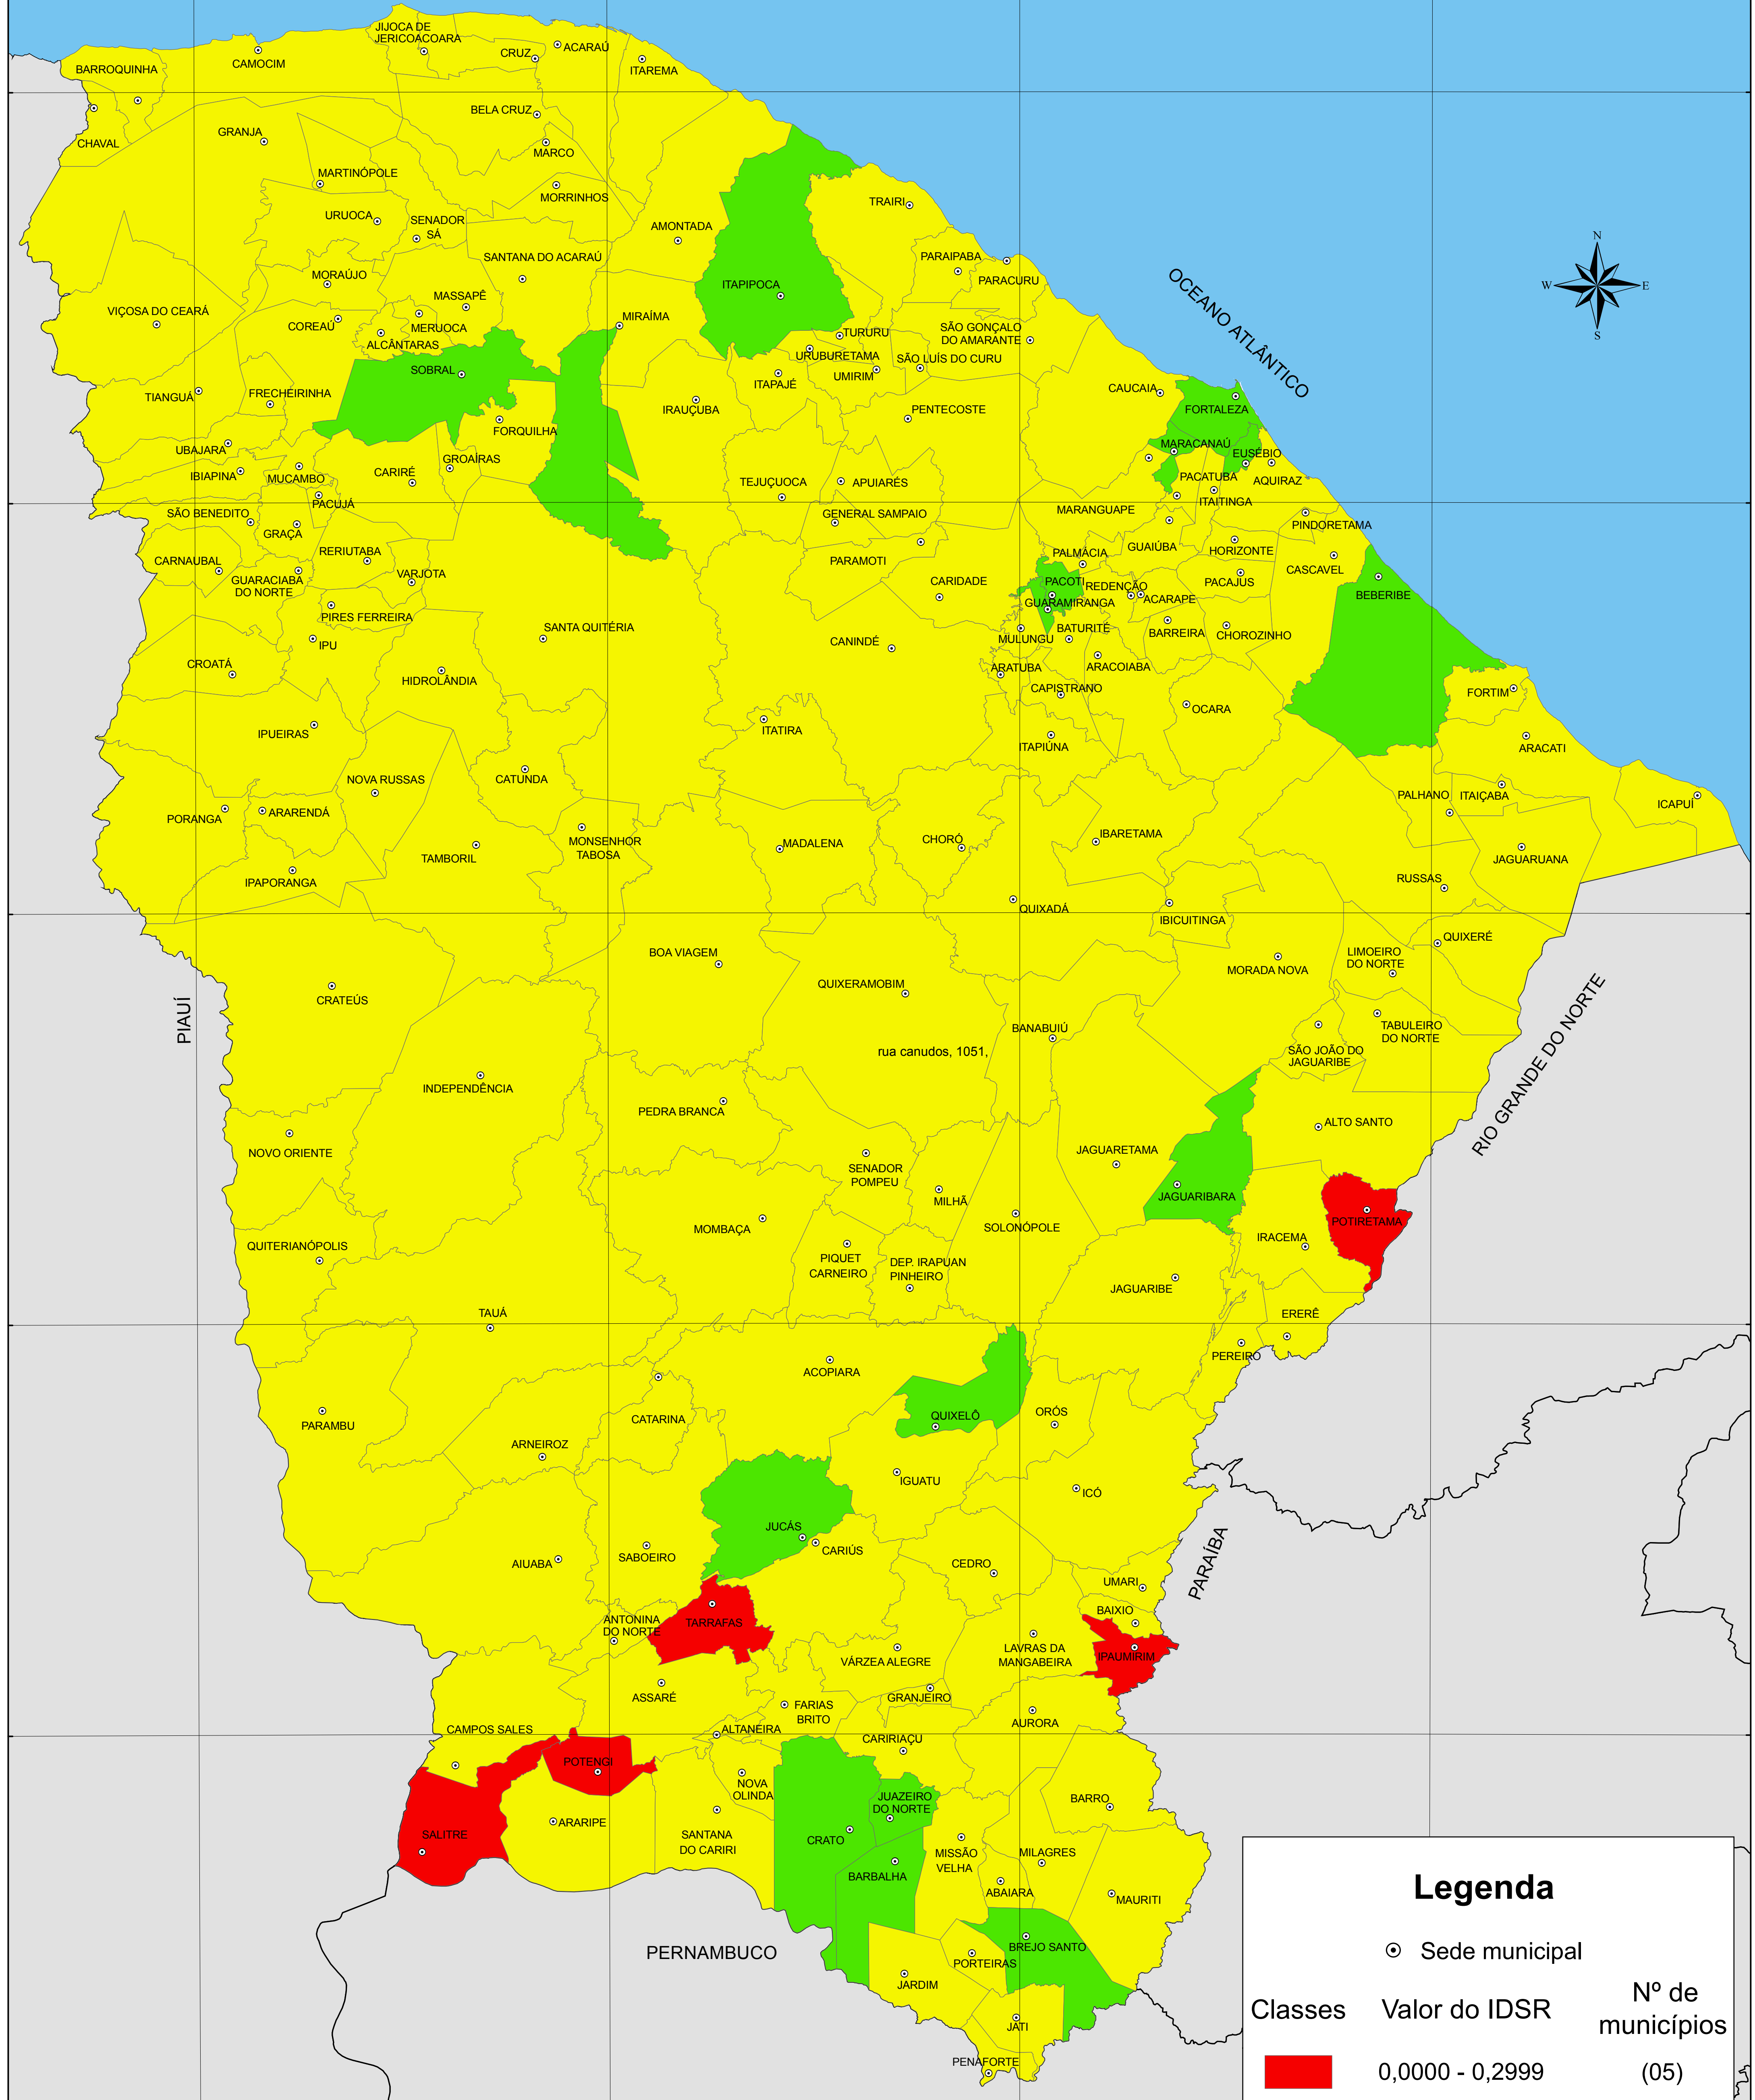 JIJOCA DE
JERICOACOARA
CRUZ
ACARAÚ
BARROQUINHA
CAMOCIM
ITAREMA
BELA CRUZ
GRANJA
CHAVAL
MARCO
MARTINÓPOLE
MORRINHOS
TRAIRI
URUOCA
SENADOR
SÁ
AMONTADA
OCEANO ATLÂNTICO
N
W
E
S
SANTANA DO ACARAÚ
PARAIPABA
MORAÚJO
PARACURU
ITAPIPOCA
MASSAPÊ
VIÇOSA DO CEARÁ
MIRAÍMA
COREAÚ
MERUOCA
SÃO GONÇALO
DO AMARANTE
TURURU
ALCÂNTARAS
URUBURETAMA
SÃO LUÍS DO CURU
SOBRAL
UMIRIM
ITAPAJÉ
CAUCAIA
FRECHEIRINHA
TIANGUÁ
IRAUÇUBA
PENTECOSTE
FORTALEZA
FORQUILHA
MARACANAÚ
UBAJARA
EUSÉBIO
GROAÍRAS
IBIAPINA
MUCAMBO
CARIRÉ
PACATUBA
AQUIRAZ
TEJUÇUOCA
APUIARÉS
PACUJÁ
ITAITINGA
SÃO BENEDITO
GENERAL SAMPAIO
MARANGUAPE
PINDORETAMA
GRAÇA
RERIUTABA
PALMÁCIA
GUAIÚBA
HORIZONTE
CARNAUBAL
PARAMOTI
CASCAVEL
VARJOTA
GUARACIABA
DO NORTE
CARIDADE
PACOTI
REDENÇÃO
PACAJUS
BEBERIBE
GUARAMIRANGA
ACARAPE
PIRES FERREIRA
SANTA QUITÉRIA
BATURITÉ
BARREIRA
CHOROZINHO
MULUNGU
IPU
CANINDÉ
CROATÁ
ARATUBA
ARACOIABA
HIDROLÂNDIA
CAPISTRANO
FORTIM
OCARA
IPUEIRAS
ITATIRA
ITAPIÚNA
ARACATI
NOVA RUSSAS
CATUNDA
PALHANO
ITAIÇABA
ICAPUÍ
PORANGA
ARARENDÁ
MONSENHOR
TABOSA
MADALENA
CHORÓ
IBARETAMA
TAMBORIL
JAGUARUANA
IPAPORANGA
RUSSAS
QUIXADÁ
IBICUITINGA
QUIXERÉ
BOA VIAGEM
LIMOEIRO
DO NORTE
MORADA NOVA
QUIXERAMOBIM
CRATEÚS
PIAUÍ
BANABUIÚ
TABULEIRO
DO NORTE
rua canudos, 1051,
SÃO JOÃO DO
JAGUARIBE
RIO GRANDE DO NORTE
INDEPENDÊNCIA
PEDRA BRANCA
ALTO SANTO
NOVO ORIENTE
JAGUARETAMA
SENADOR
POMPEU
MILHÃ
JAGUARIBARA
MOMBAÇA
SOLONÓPOLE
POTIRETAMA
IRACEMA
QUITERIANÓPOLIS
PIQUET
CARNEIRO
DEP. IRAPUAN
PINHEIRO
JAGUARIBE
TAUÁ
ERERÊ
PEREIRO
ACOPIARA
PARAMBU
CATARINA
QUIXELÔ
ORÓS
ARNEIROZ
IGUATU
ICÓ
JUCÁS
CARIÚS
AIUABA
SABOEIRO
CEDRO
PARAÍBA
UMARI
BAIXIO
ANTONINA
DO NORTE
TARRAFAS
LAVRAS DA
MANGABEIRA
IPAUMIRIM
VÁRZEA ALEGRE
ASSARÉ
GRANJEIRO
FARIAS
BRITO
AURORA
CAMPOS SALES
ALTANEIRA
CARIRIAÇU
POTENGI
NOVA
OLINDA
JUAZEIRO
DO NORTE
BARRO
ARARIPE
SALITRE
SANTANA
DO CARIRI
CRATO
MISSÃO
VELHA
MILAGRES
BARBALHA
ABAIARA
MAURITI
PERNAMBUCO
BREJO SANTO
PORTEIRAS
JARDIM
JATI
PENAFORTE
Legenda
Sede municipal
Classes
Valor do IDSR
Nº de
municípios
0,0000 - 0,2999
(05)